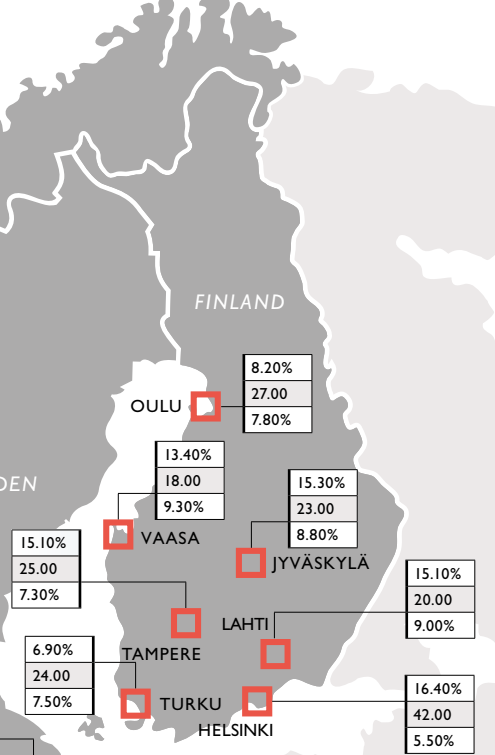 FINLAND
8.20%
27.00
7.80%
OULU
13.40%
18.00
9.30%
DEN
15.30%
23.00
8.80%
VAASA
JYVÄSKYLÄ
15.10%
25.00
7.30%
15.10%
20.00
9.00%
LAHTI
TAMPERE
6.90%
24.00
7.50%
TURKU
HELSINKI
16.40%
42.00
5.50%